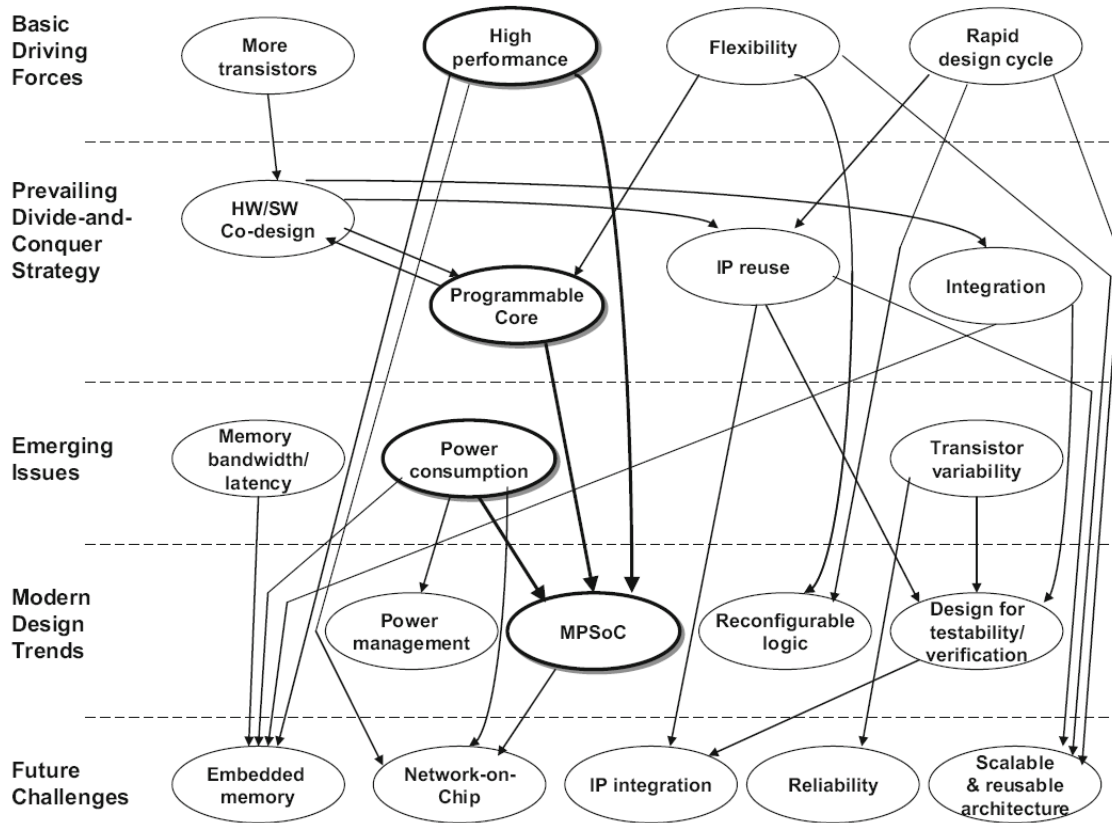 Basic
Driving
Forces
More
transistors
High
performance
Flexibility
Rapid
design cycle
Prevailing
Divide-and-
Conquer
Strategy
HW/SW
Co-design
Programmable
Core
IP reuse
Integration
Emerging
Issues
Memory
bandwidth/
latency
Power
consumption
Transistor
variability
Modern
Design
Trends
Power
management
MPSoC
Reconfigurable
logic
Design for
testability/
verification
Future
Challenges
Embedded
memory
Network-on-
Chip
IP integration
Reliability
Scalable
& reusable
architecture